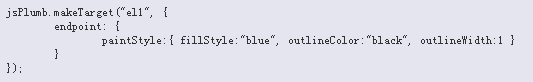 jsPlumb.makeTarget("el1", {
endpoint: {
paintStyle:{ fillStyle:"blue", outlineColor:"black", outlineWidth:1 }
}
});